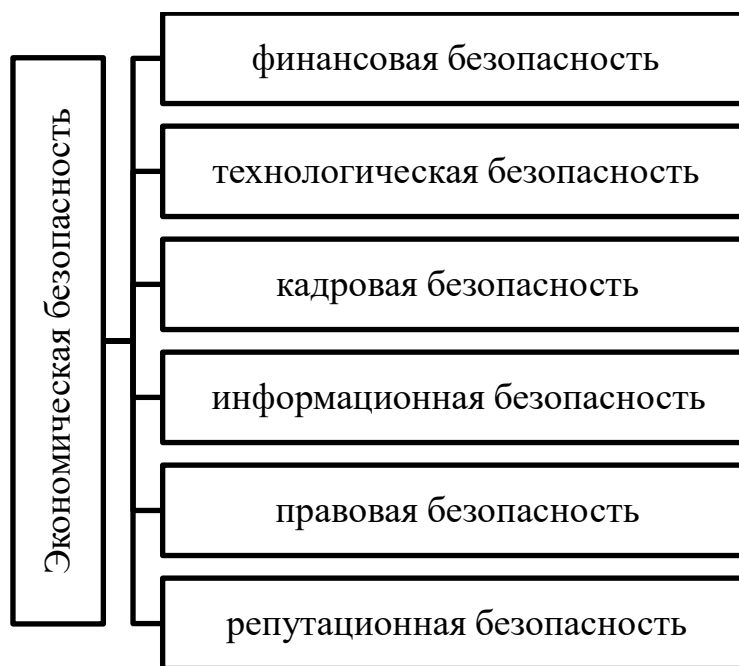 Экономическая безопасность
финансовая безопасность
технологическая безопасность
кадровая безопасность
информационная безопасность
правовая безопасность
репутационная безопасность